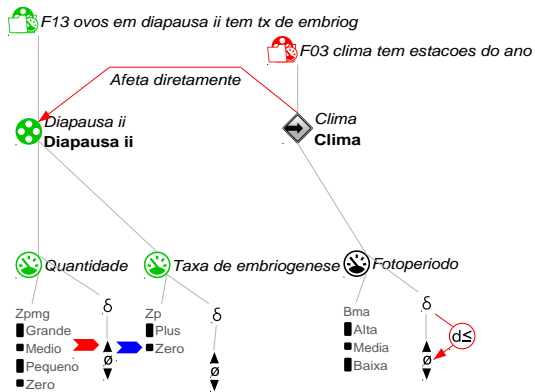 F13 ovos em diapausa ii tem tx de embriog
F03 clima tem estacoes do ano
Afeta diretamente
Diapausa ii
Diapausa ii
Clima
Clima
Quantidade
Taxa de embriogenese
Fotoperiodo
Zpmg
Grande
Medio
Pequeno
Zero
δ
ø
Zp
Plus
Zero
δ
ø
Bma
Alta
Media
Baixa
δ
ø
d≤